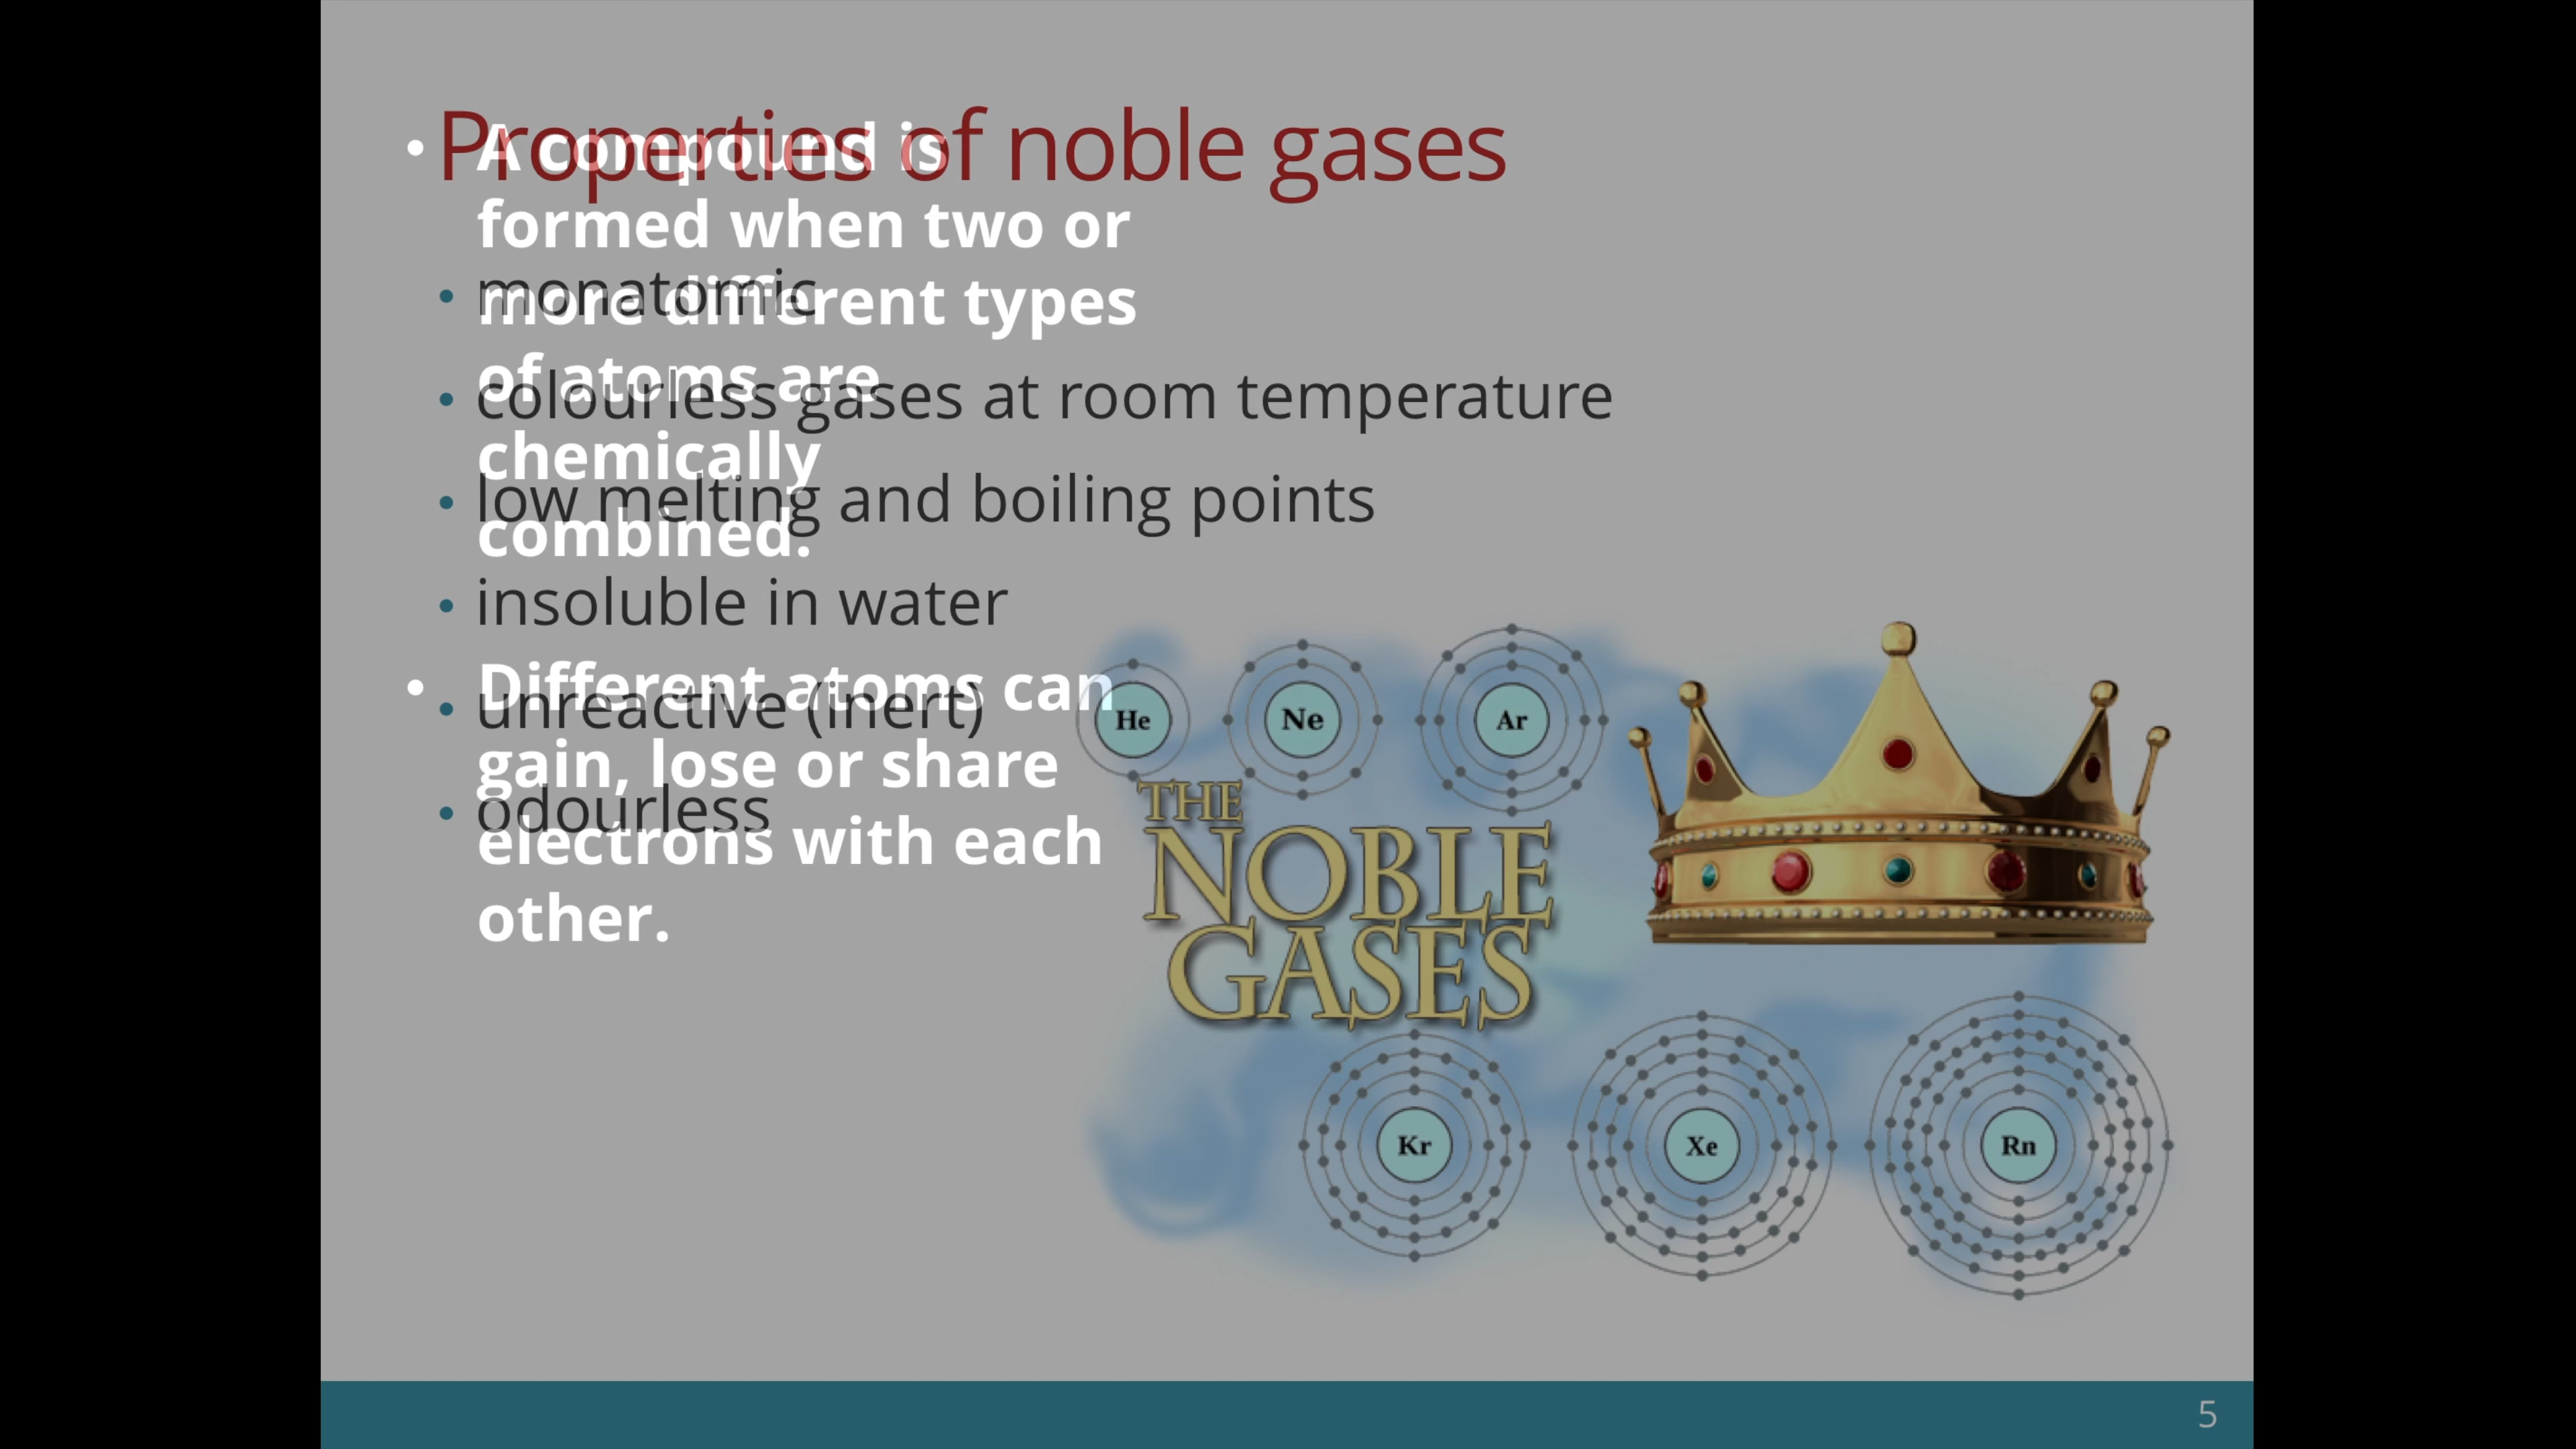 Properties of noble gases
• monatomic
• colourless gases at room temperature
• low melting and boiling points
• insoluble in water
• unreactive (inert)
• odourless
• A compound is
formed when two or
more different types
of atoms are
chemically
combined.
• Different atoms can
gain, lose or share
electrons with each
other.
He
Ne
Ar
THE
NOBLE
GASES
Kr
Xe
Rn
5